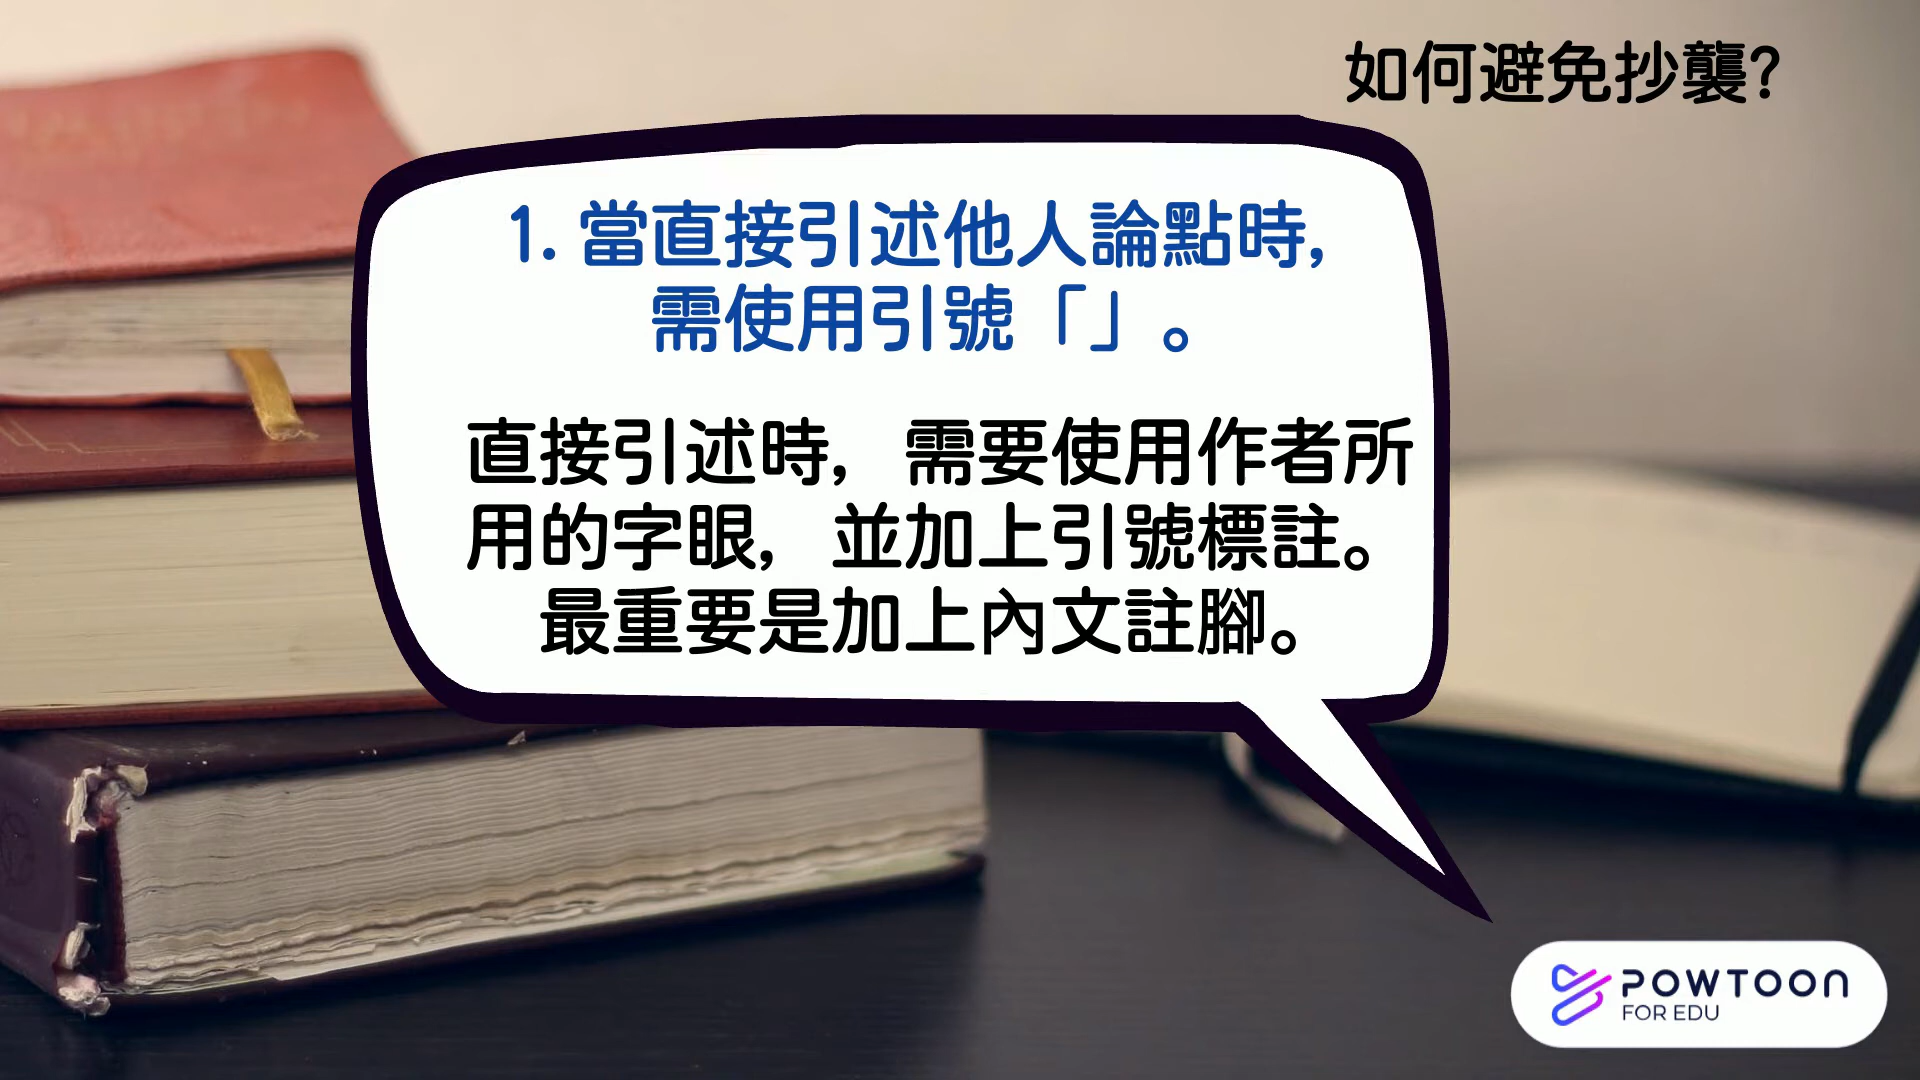 如何避免抄襲?
1. 當直接引述他人論點時,
需使用引號「」。
直接引述時, 需要使用作者所
用的字眼, 並加上引號標註。
最重要是加上內文註腳。
POWTOON
FOR EDU